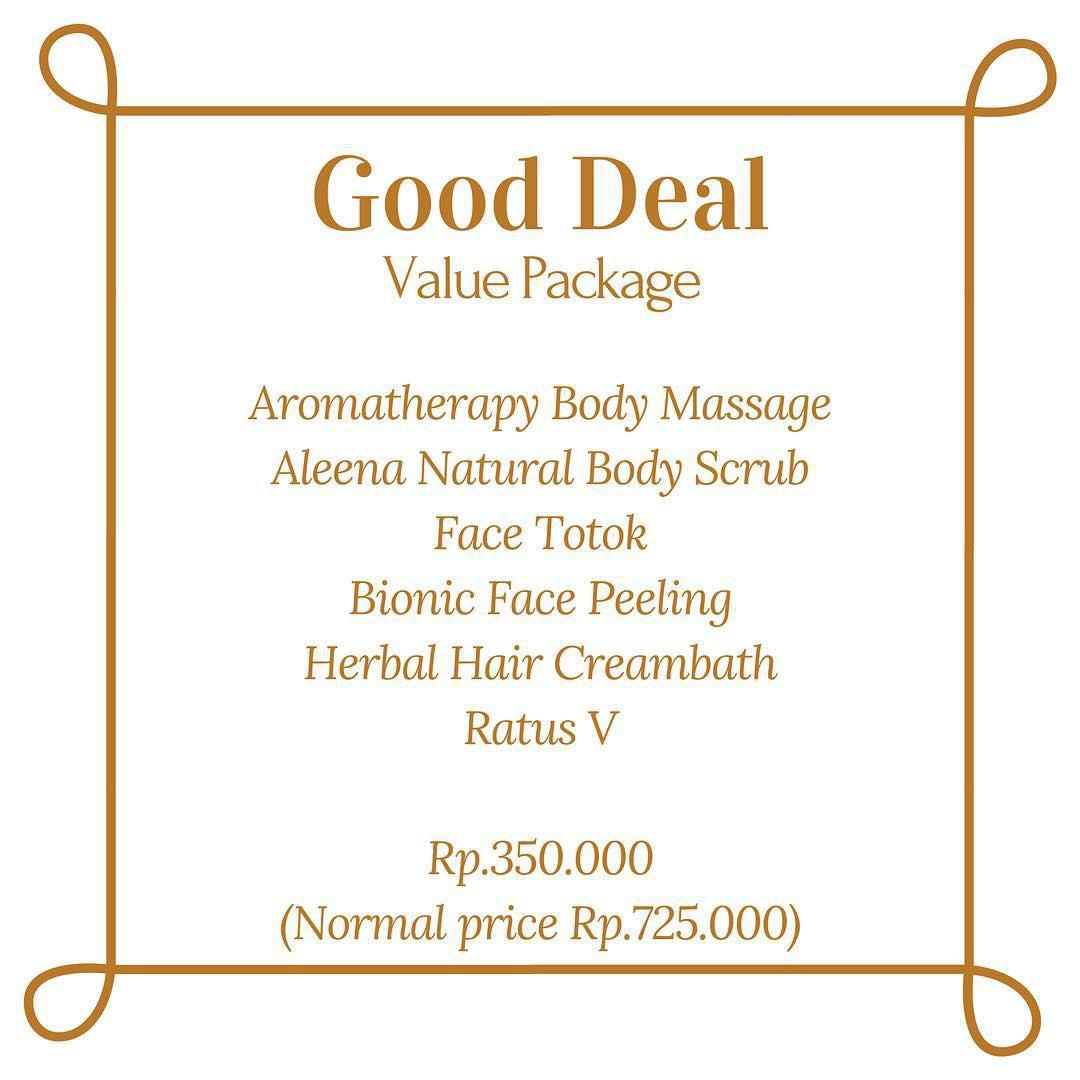 Good Deal
Value Package
Aromatherapy Body Massage
Aleena Natural Body Scrub
Face Totok
Bionic Face Peeling
Herbal Hair Creambath
Ratus V
Rp.350.000
(Normal price Rp.725.000)